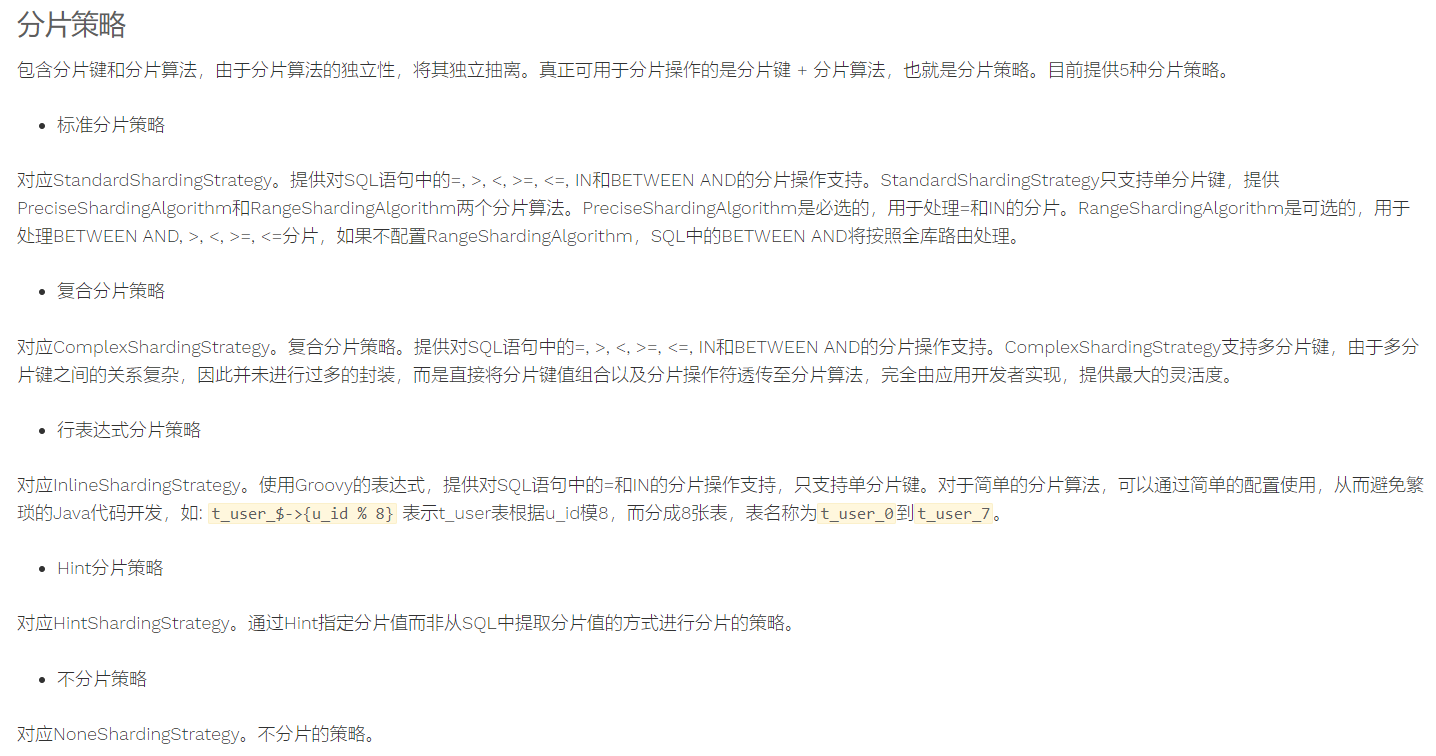 分片策略
包含分片键和分片算法，由于分片算法的独立性，将其独立抽离。真正可用于分片操作的是分片键 + 分片算法，也就是分片策略。目前提供5种分片策略。
• 标准分片策略
对应StandardShardingStrategy。提供对SQL语句中的=, >, <, >=, <=, IN和BETWEEN AND的分片操作支持。StandardShardingStrategy只支持单分片键，提供
PreciseShardingAlgorithm和RangeShardingAlgorithm两个分片算法。PreciseShardingAlgorithm是必选的，用于处理=和IN的分片。RangeShardingAlgorithm是可选的，用于
处理BETWEEN AND, >, <, >=, <=分片，如果不配置RangeShardingAlgorithm，SQL中的BETWEEN AND将按照全库路由处理。
• 复合分片策略
对应ComplexShardingStrategy。复合分片策略。提供对SQL语句中的=, >, <, >=, <=, IN和BETWEEN AND的分片操作支持。ComplexShardingStrategy支持多分片键，由于多分
片键之间的关系复杂，因此并未进行过多的封装，而是直接将分片键值组合以及分片操作符透传至分片算法，完全由应用开发者实现，提供最大的灵活度。
• 行表达式分片策略
对应InlineShardingStrategy。使用Groovy的表达式，提供对SQL语句中的=和IN的分片操作支持，只支持单分片键。对于简单的分片算法，可以通过简单的配置使用，从而避免繁
琐的Java代码开发，如: t_user_$->{u_id % 8} 表示t_user表根据u_id模8，而分成8张表，表名称为t_user_0到t_user_7。
• Hint分片策略
对应HintShardingStrategy。通过Hint指定分片值而非从SQL中提取分片值的方式进行分片的策略。
• 不分片策略
对应NoneShardingStrategy。不分片的策略。